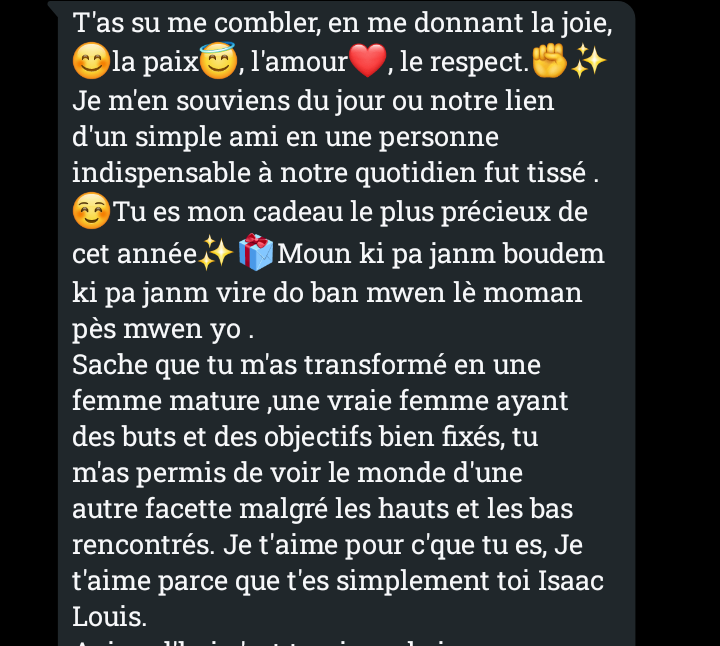 T'as su me combler, en me donnant la joie,
😊la paix😇, l'amour❤️, le respect.✊✨
Je m'en souviens du jour ou notre lien
d'un simple ami en une personne
indispensable à notre quotidien fut tissé .
☺️Tu es mon cadeau le plus précieux de
cet année✨🎁Moun ki pa janm boudem
ki pa janm vire do ban mwen lè moman
pès mwen yo .
Sache que tu m'as transformé en une
femme mature ,une vraie femme ayant
des buts et des objectifs bien fixés, tu
m'as permis de voir le monde d'une
autre facette malgré les hauts et les bas
rencontrés. Je t'aime pour c'que tu es, Je
t'aime parce que t'es simplement toi Isaac
Louis.